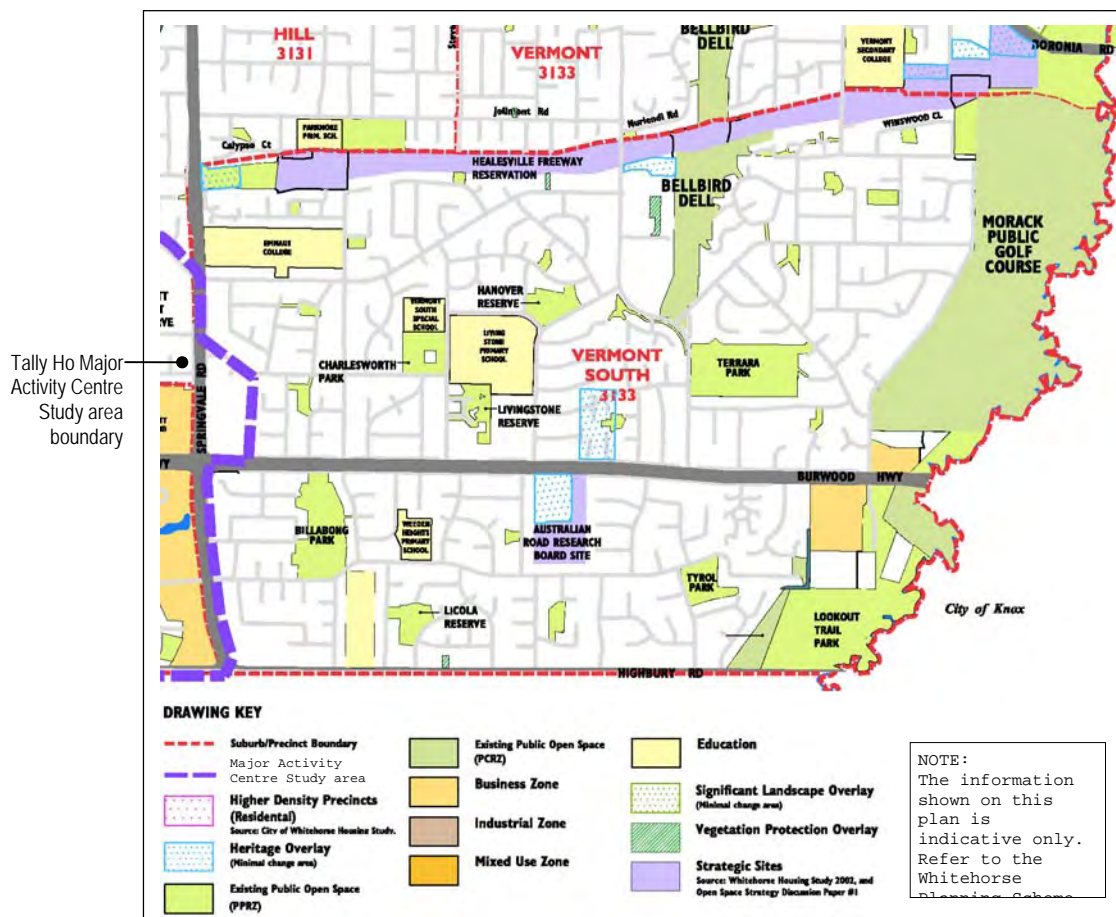 HILL
3131
VERMONT
3133
BELLBIRD
DELL
VERMONT
SECONDARY
COLLEGE
BORONIA RD
Jolimont Rd
Nuriendi Rd
PARKMORE
PRIM. SCH.
Calypso Ct
WINSWOOD CL
HEALESVILLE FREEWAY
RESERVATION
BELLBIRD
DELL
MORACK
PUBLIC
GOLF
COURSE
EMMAUS
COLLEGE
HANOVER
RESERVE
VERMONT
SOUTH
SPECIAL
SCHOOL
LIVING
STONE
PRIMARY
SCHOOL
Tally Ho Major
Activity Centre
Study area
boundary
SPRINGVALE RD
CHARLESWORTH
PARK
VERMONT
SOUTH
3133
TERRARA
PARK
LIVINGSTONE
RESERVE
BURWOOD HWY
BILLABONG
PARK
WEEDEN
HEIGHTS
PRIMARY
SCHOOL
AUSTRALIAN
ROAD RESEARCH
BOARD SITE
TYROL
PARK
LICOLA
RESERVE
LOOKOUT
TRAIL
PARK
City of Knox
HIGHBURY RD
DRAWING KEY
Suburb/Precinct Boundary
Major Activity
Centre Study area
Higher Density Precincts
(Residental)
Source: City of Whitehorse Housing Study.
Heritage Overlay
(Minimal change area)
Existing Public Open Space
(PPRZ)
Existing Public Open Space
(PCRZ)
Business Zone
Industrial Zone
Mixed Use Zone
Education
Significant Landscape Overlay
(Minimal change area)
Vegetation Protection Overlay
Strategic Sites
Source: Whitehorse Housing Study 2002, and
Open Space Strategy Discussion Paper #1
NOTE:
The information
shown on this
plan is
indicative only.
Refer to the
Whitehorse
Planning Scheme